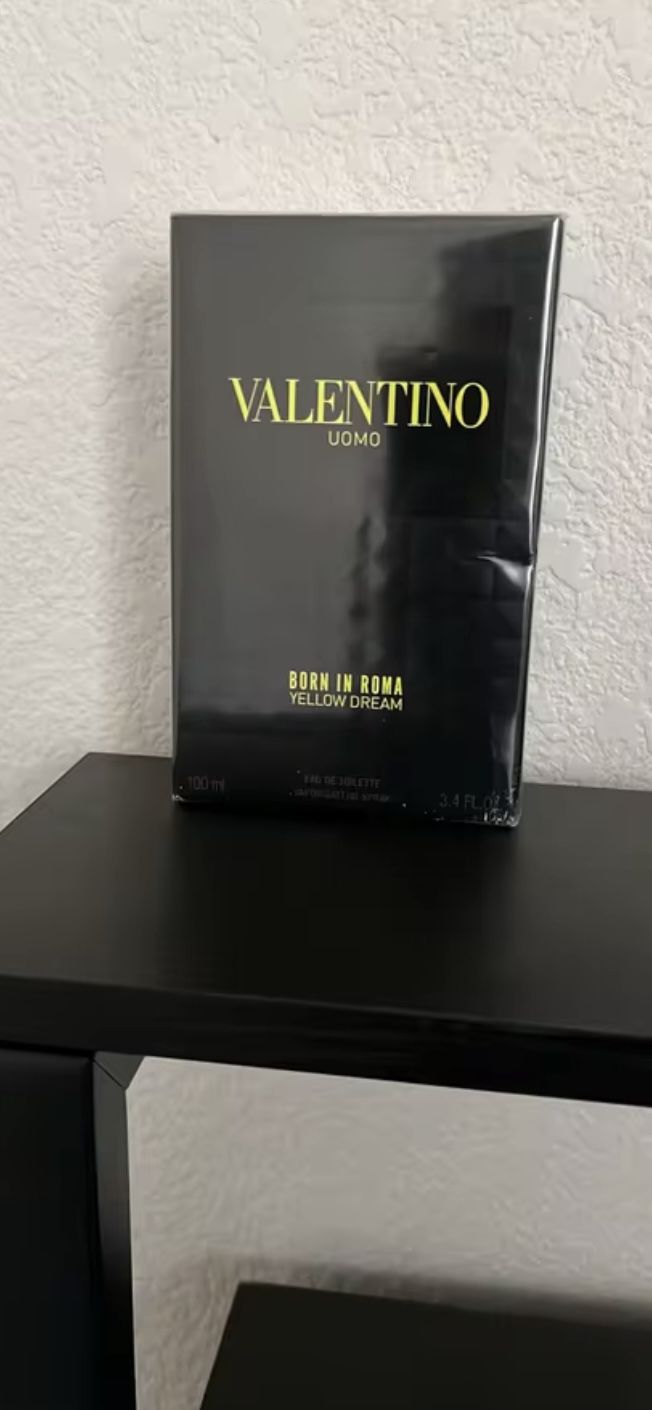 VALENTINO
UOMO
BORN IN ROMA
YELLOW DREAM
EAU DE TOILETTE
100 ml
3.4 FL.OZ